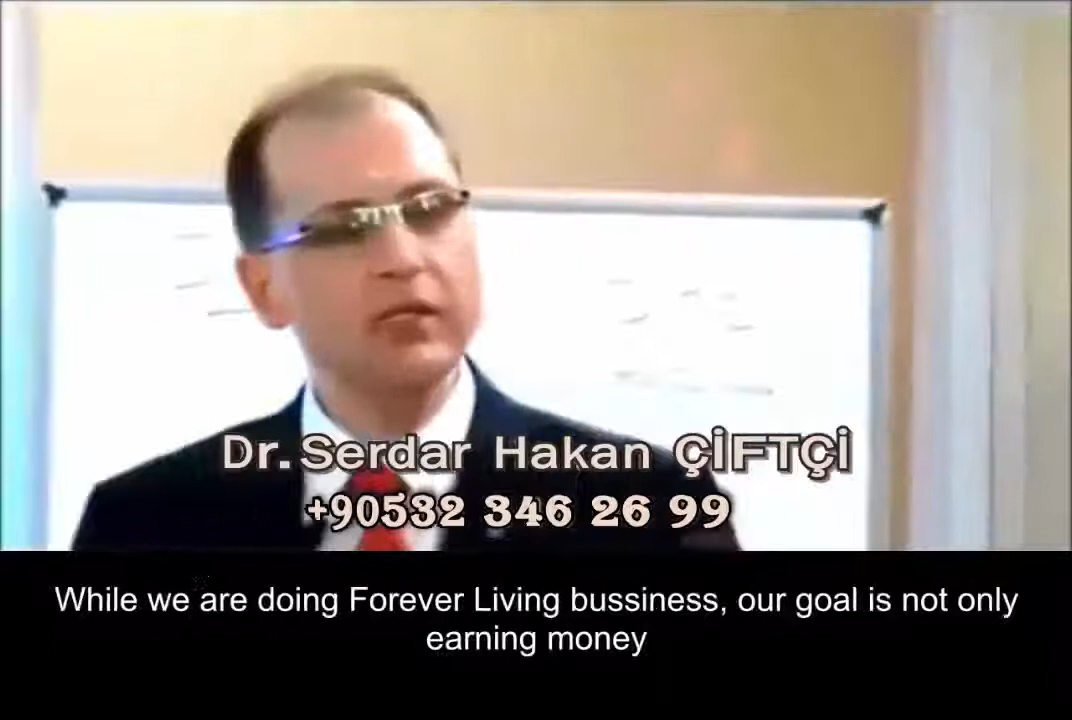 Dr. Serdar Hakan ÇİFTÇİ
+90532 346 26 99
While we are doing Forever Living bussiness, our goal is not only
earning money